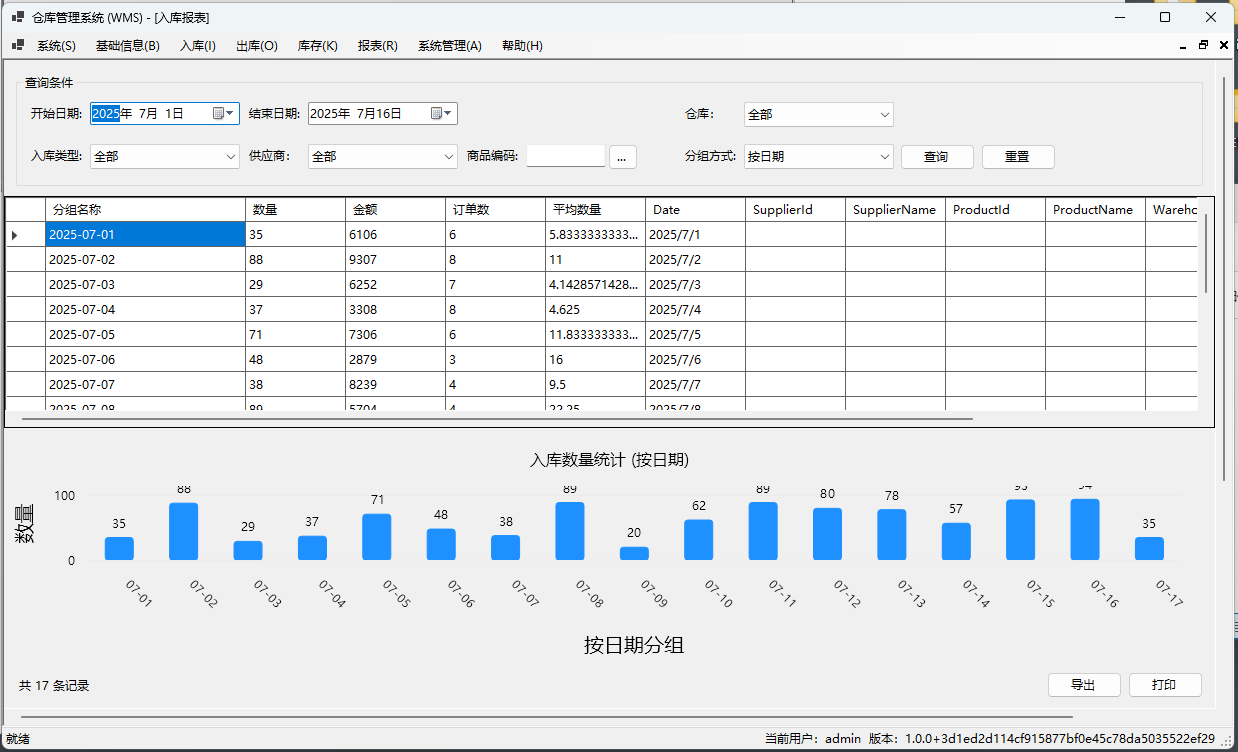 仓库管理系统 (WMS) - [入库报表]
系统(S) 基础信息(B) 入库(I) 出库(O) 库存(K) 报表(R) 系统管理(A) 帮助(H)
查询条件
开始日期: 2025年 7月 1日 结束日期: 2025年 7月16日 仓库: 全部
入库类型: 全部 供应商: 全部 商品编码: ... 分组方式: 按日期 查询 重置
分组名称 数量 金额 订单数 平均数量 Date SupplierId SupplierName ProductId ProductName Wareho
2025-07-01 35 6106 6 5.8333333333... 2025/7/1
2025-07-02 88 9307 8 11 2025/7/2
2025-07-03 29 6252 7 4.1428571428... 2025/7/3
2025-07-04 37 3308 8 4.625 2025/7/4
2025-07-05 71 7306 6 11.833333333... 2025/7/5
2025-07-06 48 2879 3 16 2025/7/6
2025-07-07 38 8239 4 9.5 2025/7/7
2025-07-08 89 5704 4 22.25 2025/7/8
入库数量统计 (按日期)
数量
100
0
35 88 29 37 71 48 38 89 20 62 89 80 78 57 93 94 35
07-01 07-02 07-03 07-04 07-05 07-06 07-07 07-08 07-09 07-10 07-11 07-12 07-13 07-14 07-15 07-16 07-17
按日期分组
共 17 条记录 导出 打印
就绪 当前用户: admin 版本: 1.0.0+3d1ed2d114cf915877bf0e45c78da5035522ef29